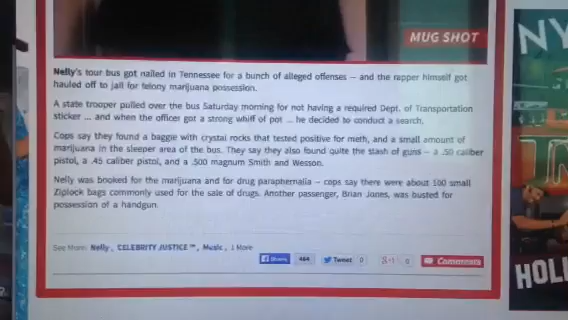 MUG SHOT
NY
Nelly's tour bus got nailed in Tennessee for a bunch of alleged offenses -- and the rapper himself got
hauled off to jail for felony marijuana possession.
A state trooper pulled over the bus Saturday morning for not having a required Dept. of Transportation
sticker ... and when the officer got a strong whiff of pot ... he decided to conduct a search.
Cops say they found a baggie with crystal rocks that tested positive for meth, and a small amount of
marijuana in the sleeper area of the bus. They say they also found quite the stash of guns -- a .50 caliber
pistol, a .45 caliber pistol, and a .500 magnum Smith and Wesson.
Nelly was booked for the marijuana and for drug paraphernalia -- cops say there were about 100 small
Ziplock bags commonly used for the sale of drugs. Another passenger, Brian Jones, was busted for
possession of a handgun.
See More: Nelly, CELEBRITY JUSTICE ™, Music, 1 More
Share 464 Tweet 0 0 Comments
HOLL